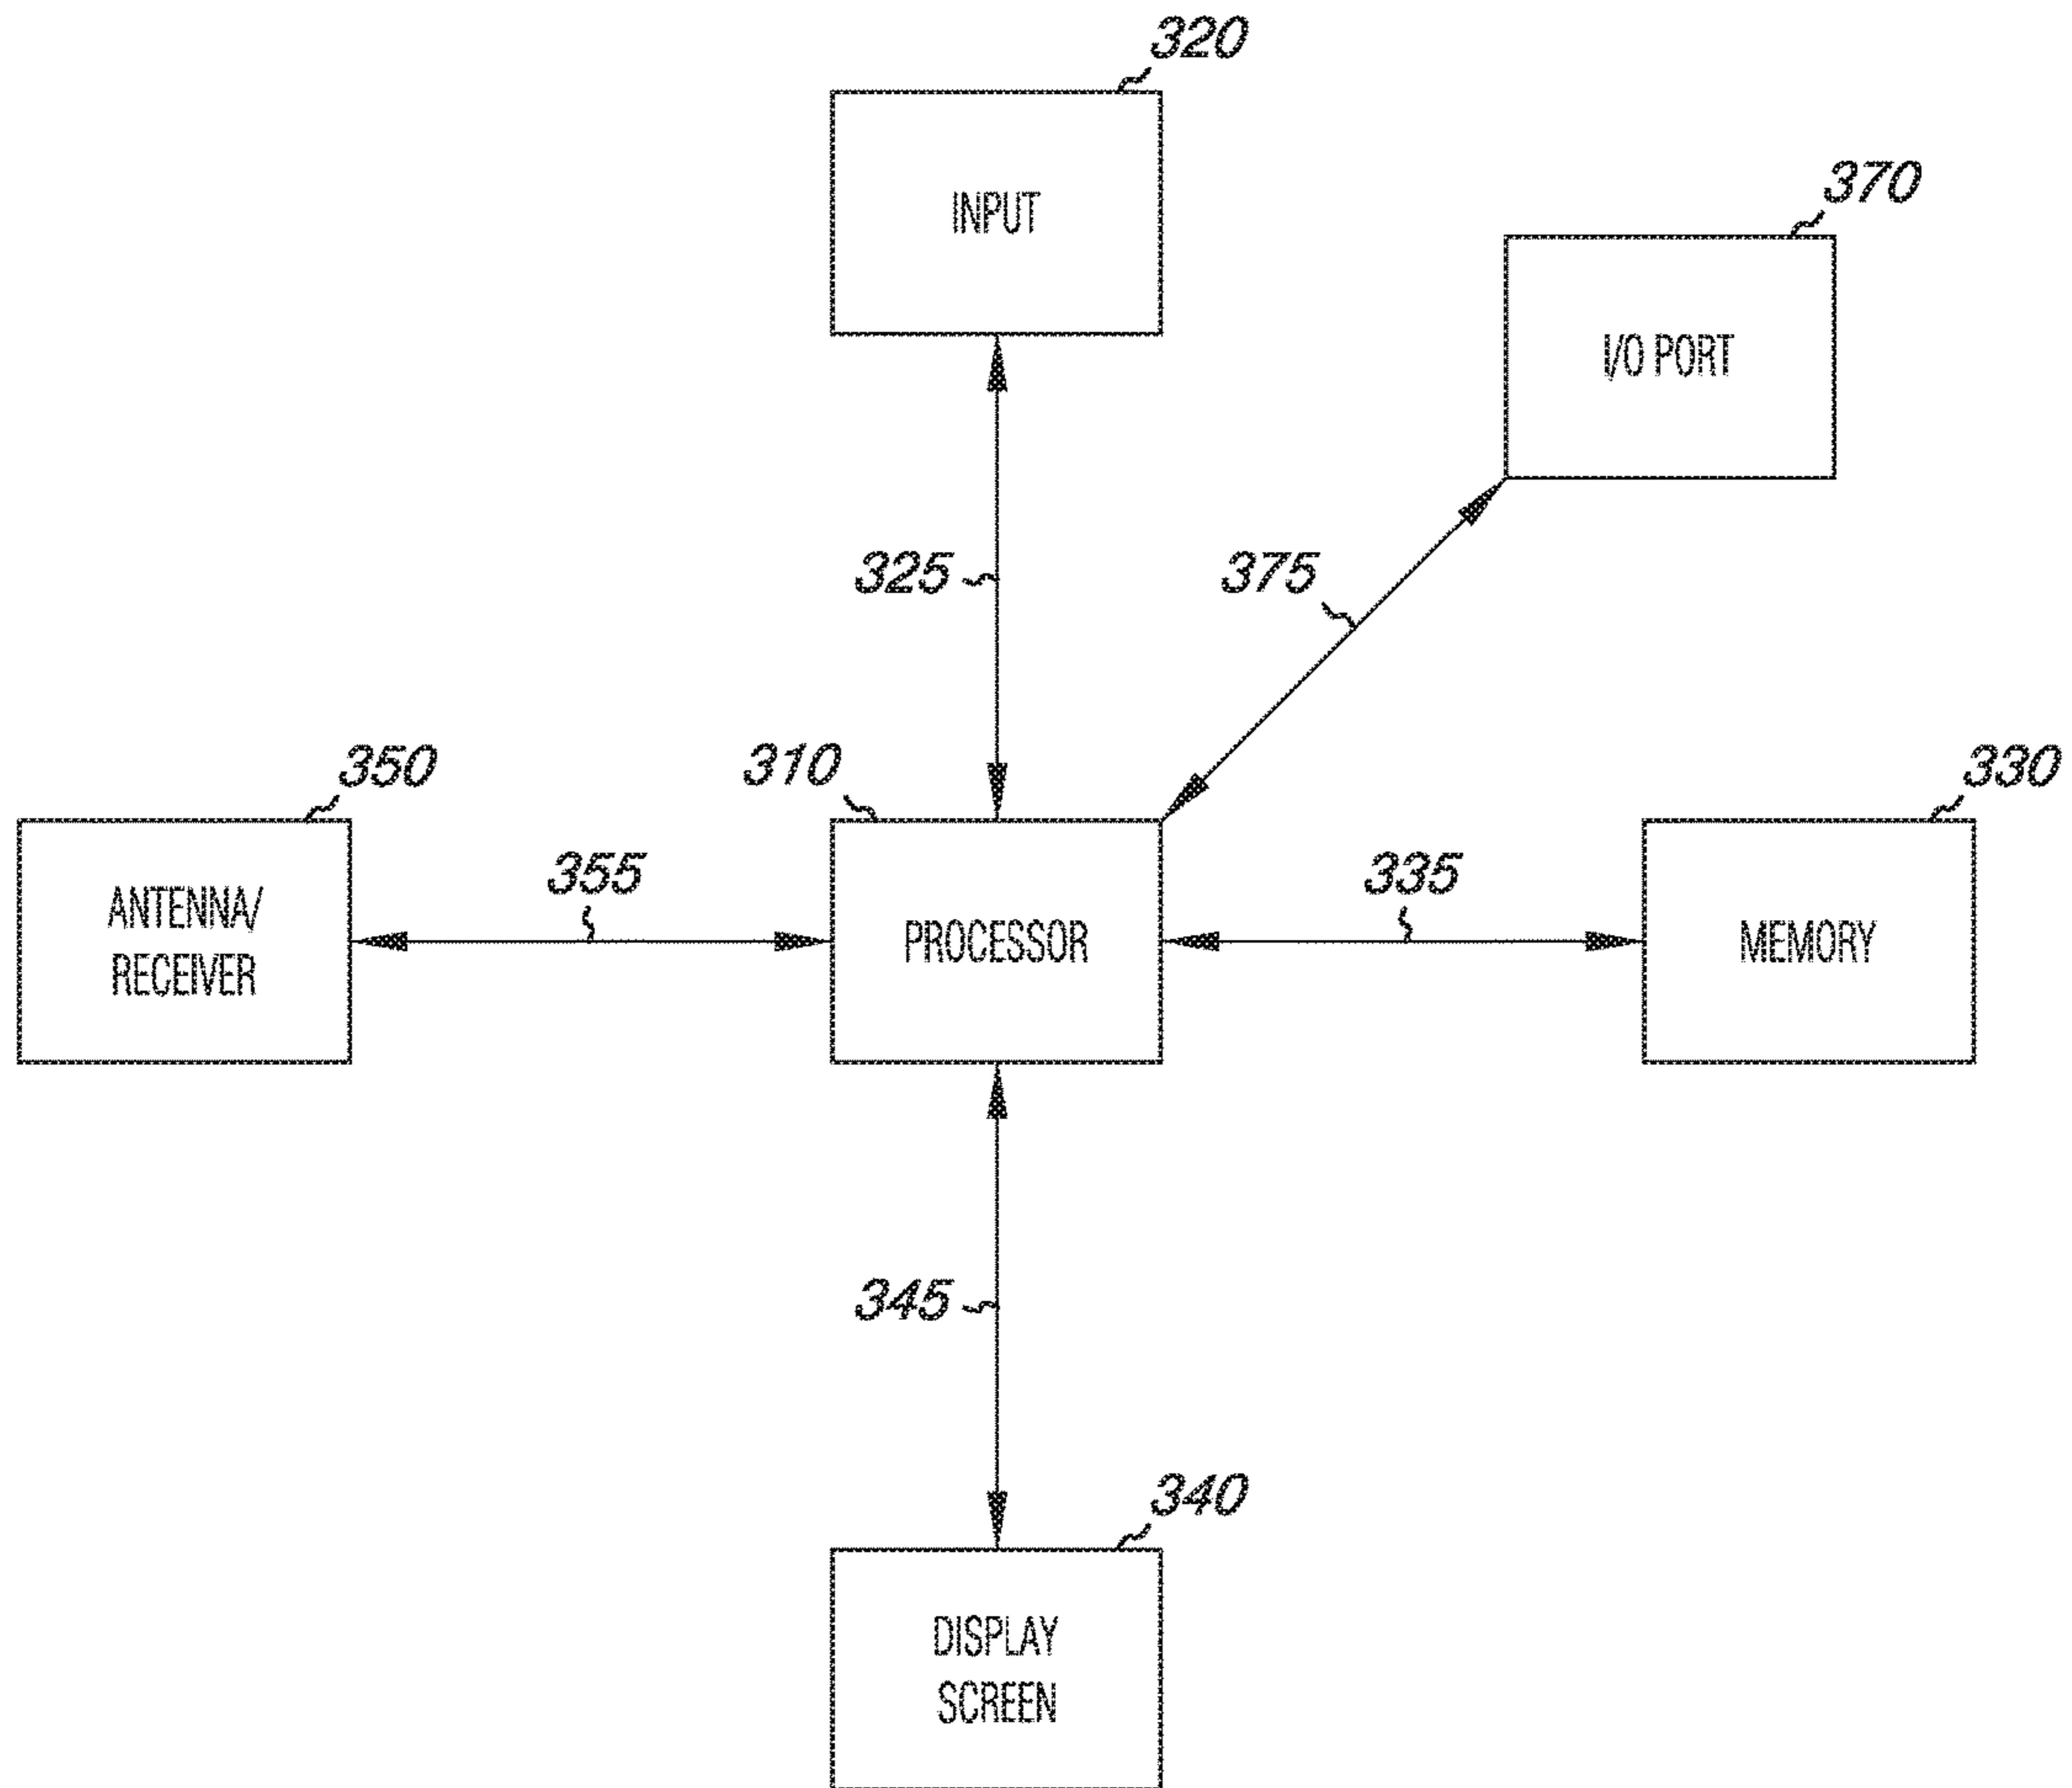 320
INPUT
370
I/O PORT
325
375
350
310
330
ANTENNA/
RECEIVER
355
PROCESSOR
335
MEMORY
345
340
DISPLAY
SCREEN